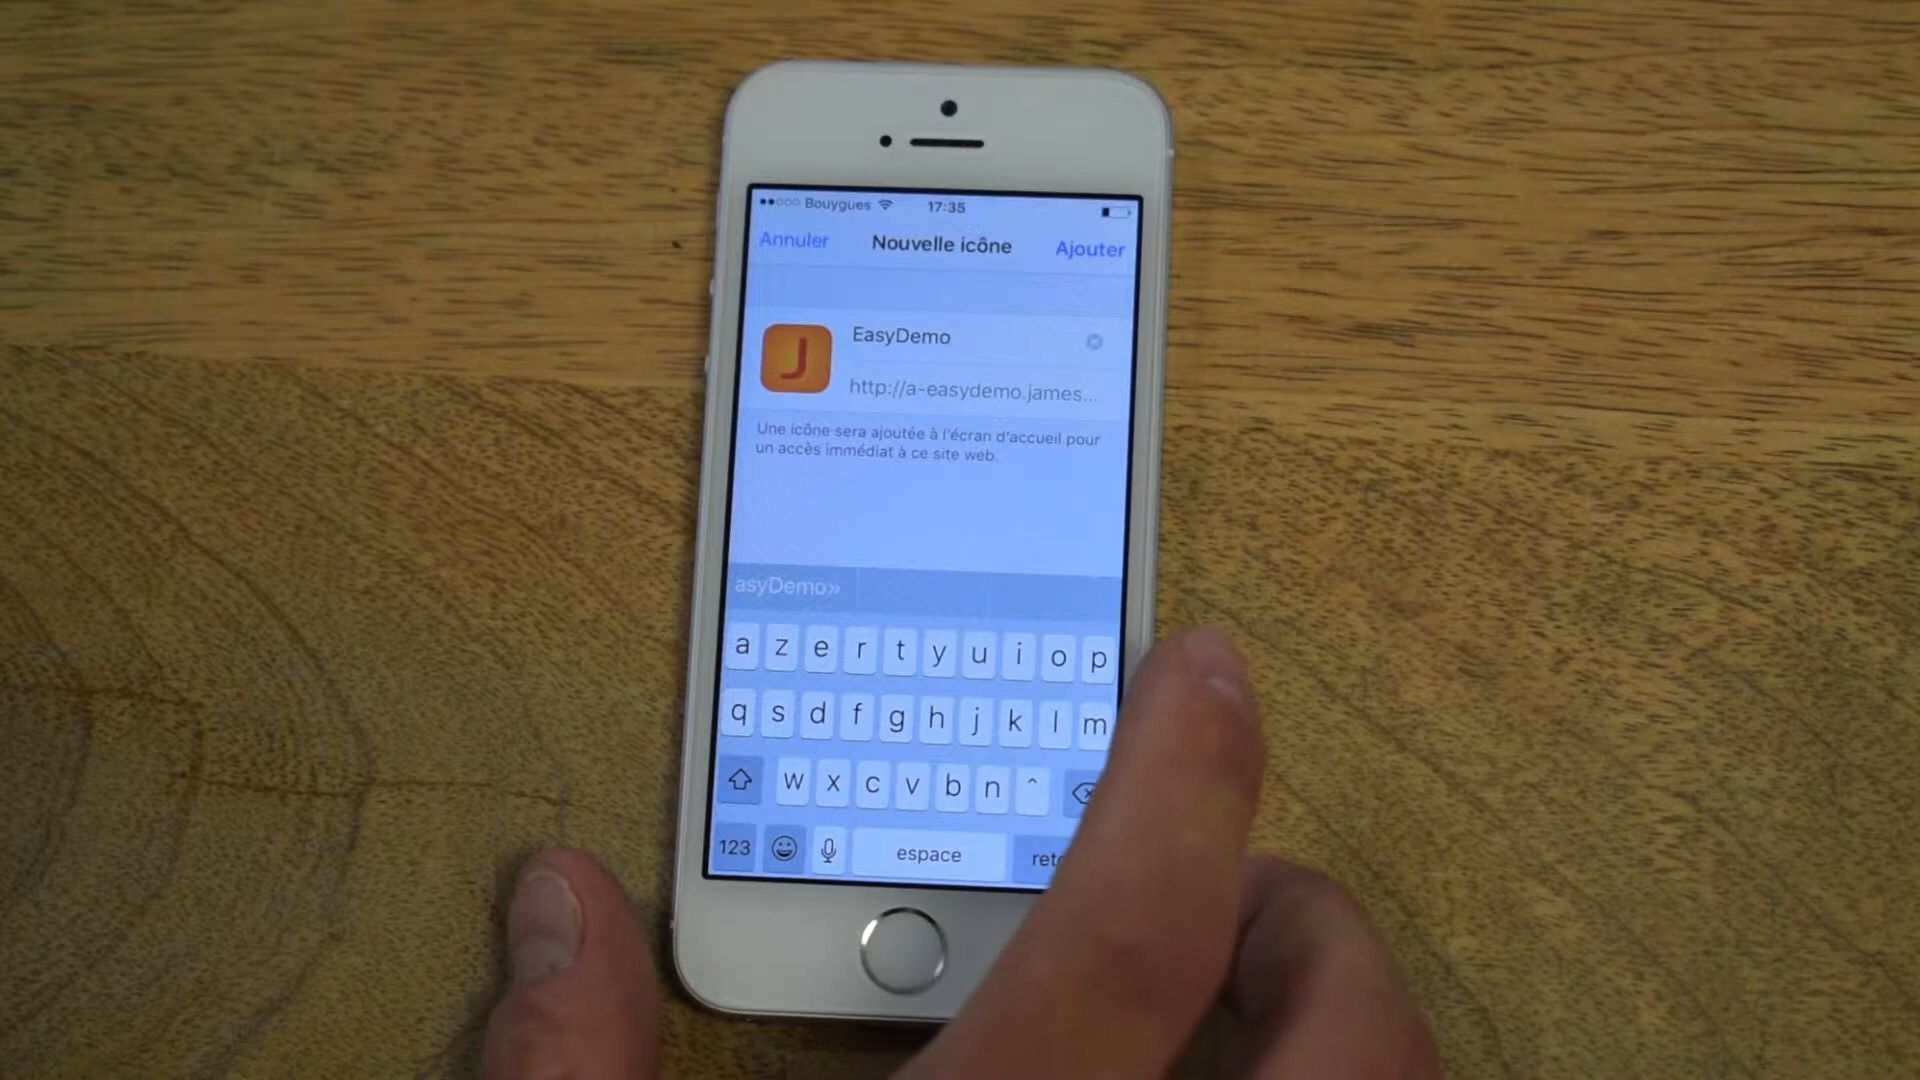 Bouygues 17:35
Annuler Nouvelle icône Ajouter
J
EasyDemo
http://a-easydemo.james...
Une icône sera ajoutée à l'écran d'accueil pour
un accès immédiat à ce site web.
asyDemo»
a z e r t y u i o p
q s d f g h j k l m
w x c v b n ^
123 espace